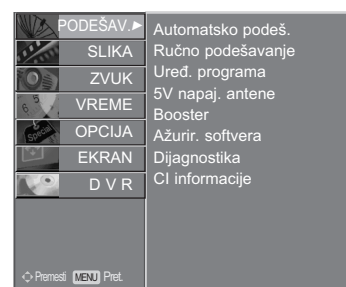 PODEŠAV.
SLIKA
ZVUK
VREME
OPCIJA
EKRAN
D V R
Automatsko podeš.
Ručno podešavanje
Uređ. programa
5V napaj. antene
Booster
Ažurir. softvera
Dijagnostika
CI informacije
Premesti MENU Pret.